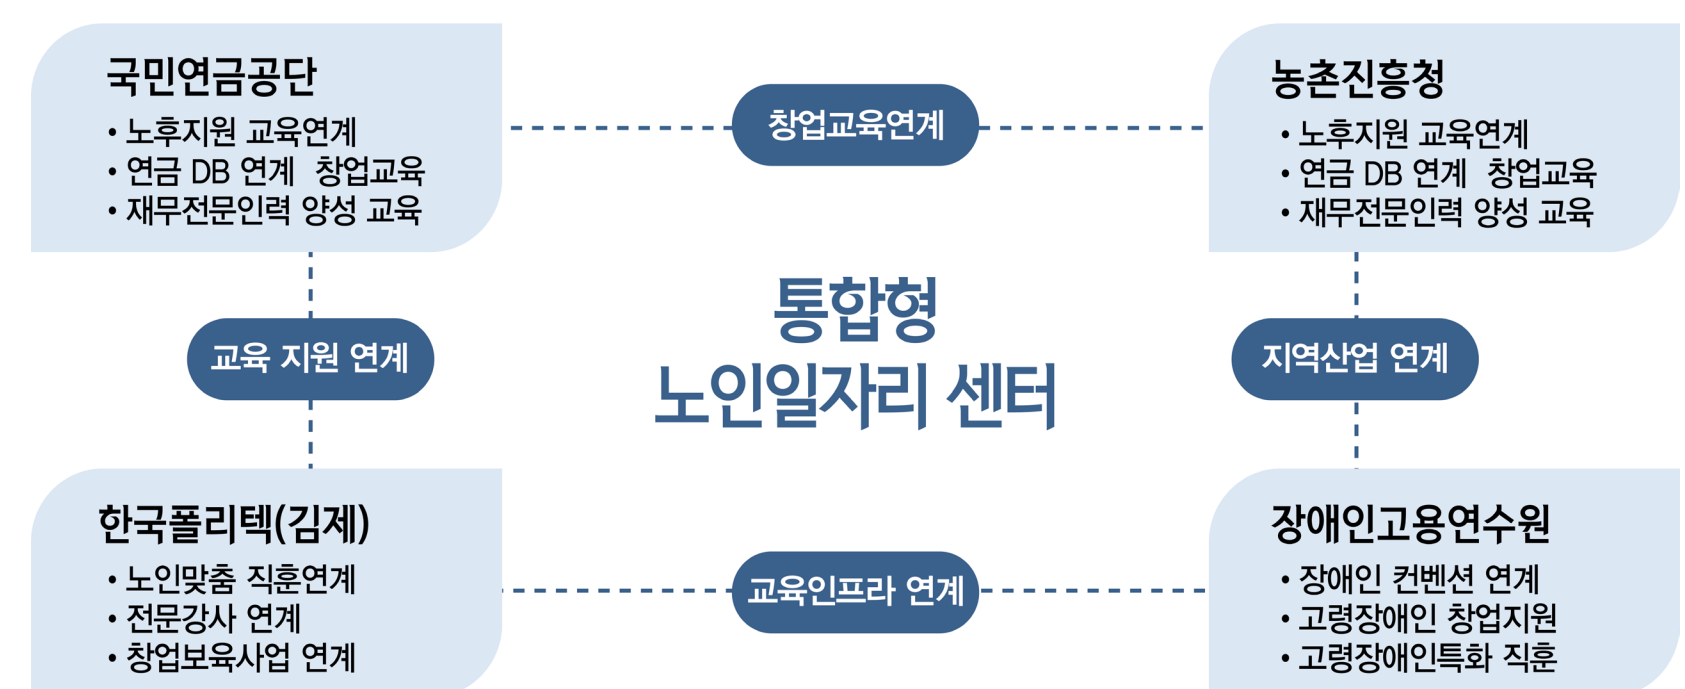 국민연금공단
• 노후지원 교육연계
• 연금 DB 연계 창업교육
• 재무전문인력 양성 교육
창업교육연계
농촌진흥청
• 노후지원 교육연계
• 연금 DB 연계 창업교육
• 재무전문인력 양성 교육
통합형
노인일자리 센터
교육 지원 연계
지역산업 연계
한국폴리텍(김제)
• 노인맞춤 직훈연계
• 전문강사 연계
• 창업보육사업 연계
교육인프라 연계
장애인고용연수원
• 장애인 컨벤션 연계
• 고령장애인 창업지원
• 고령장애인특화 직훈